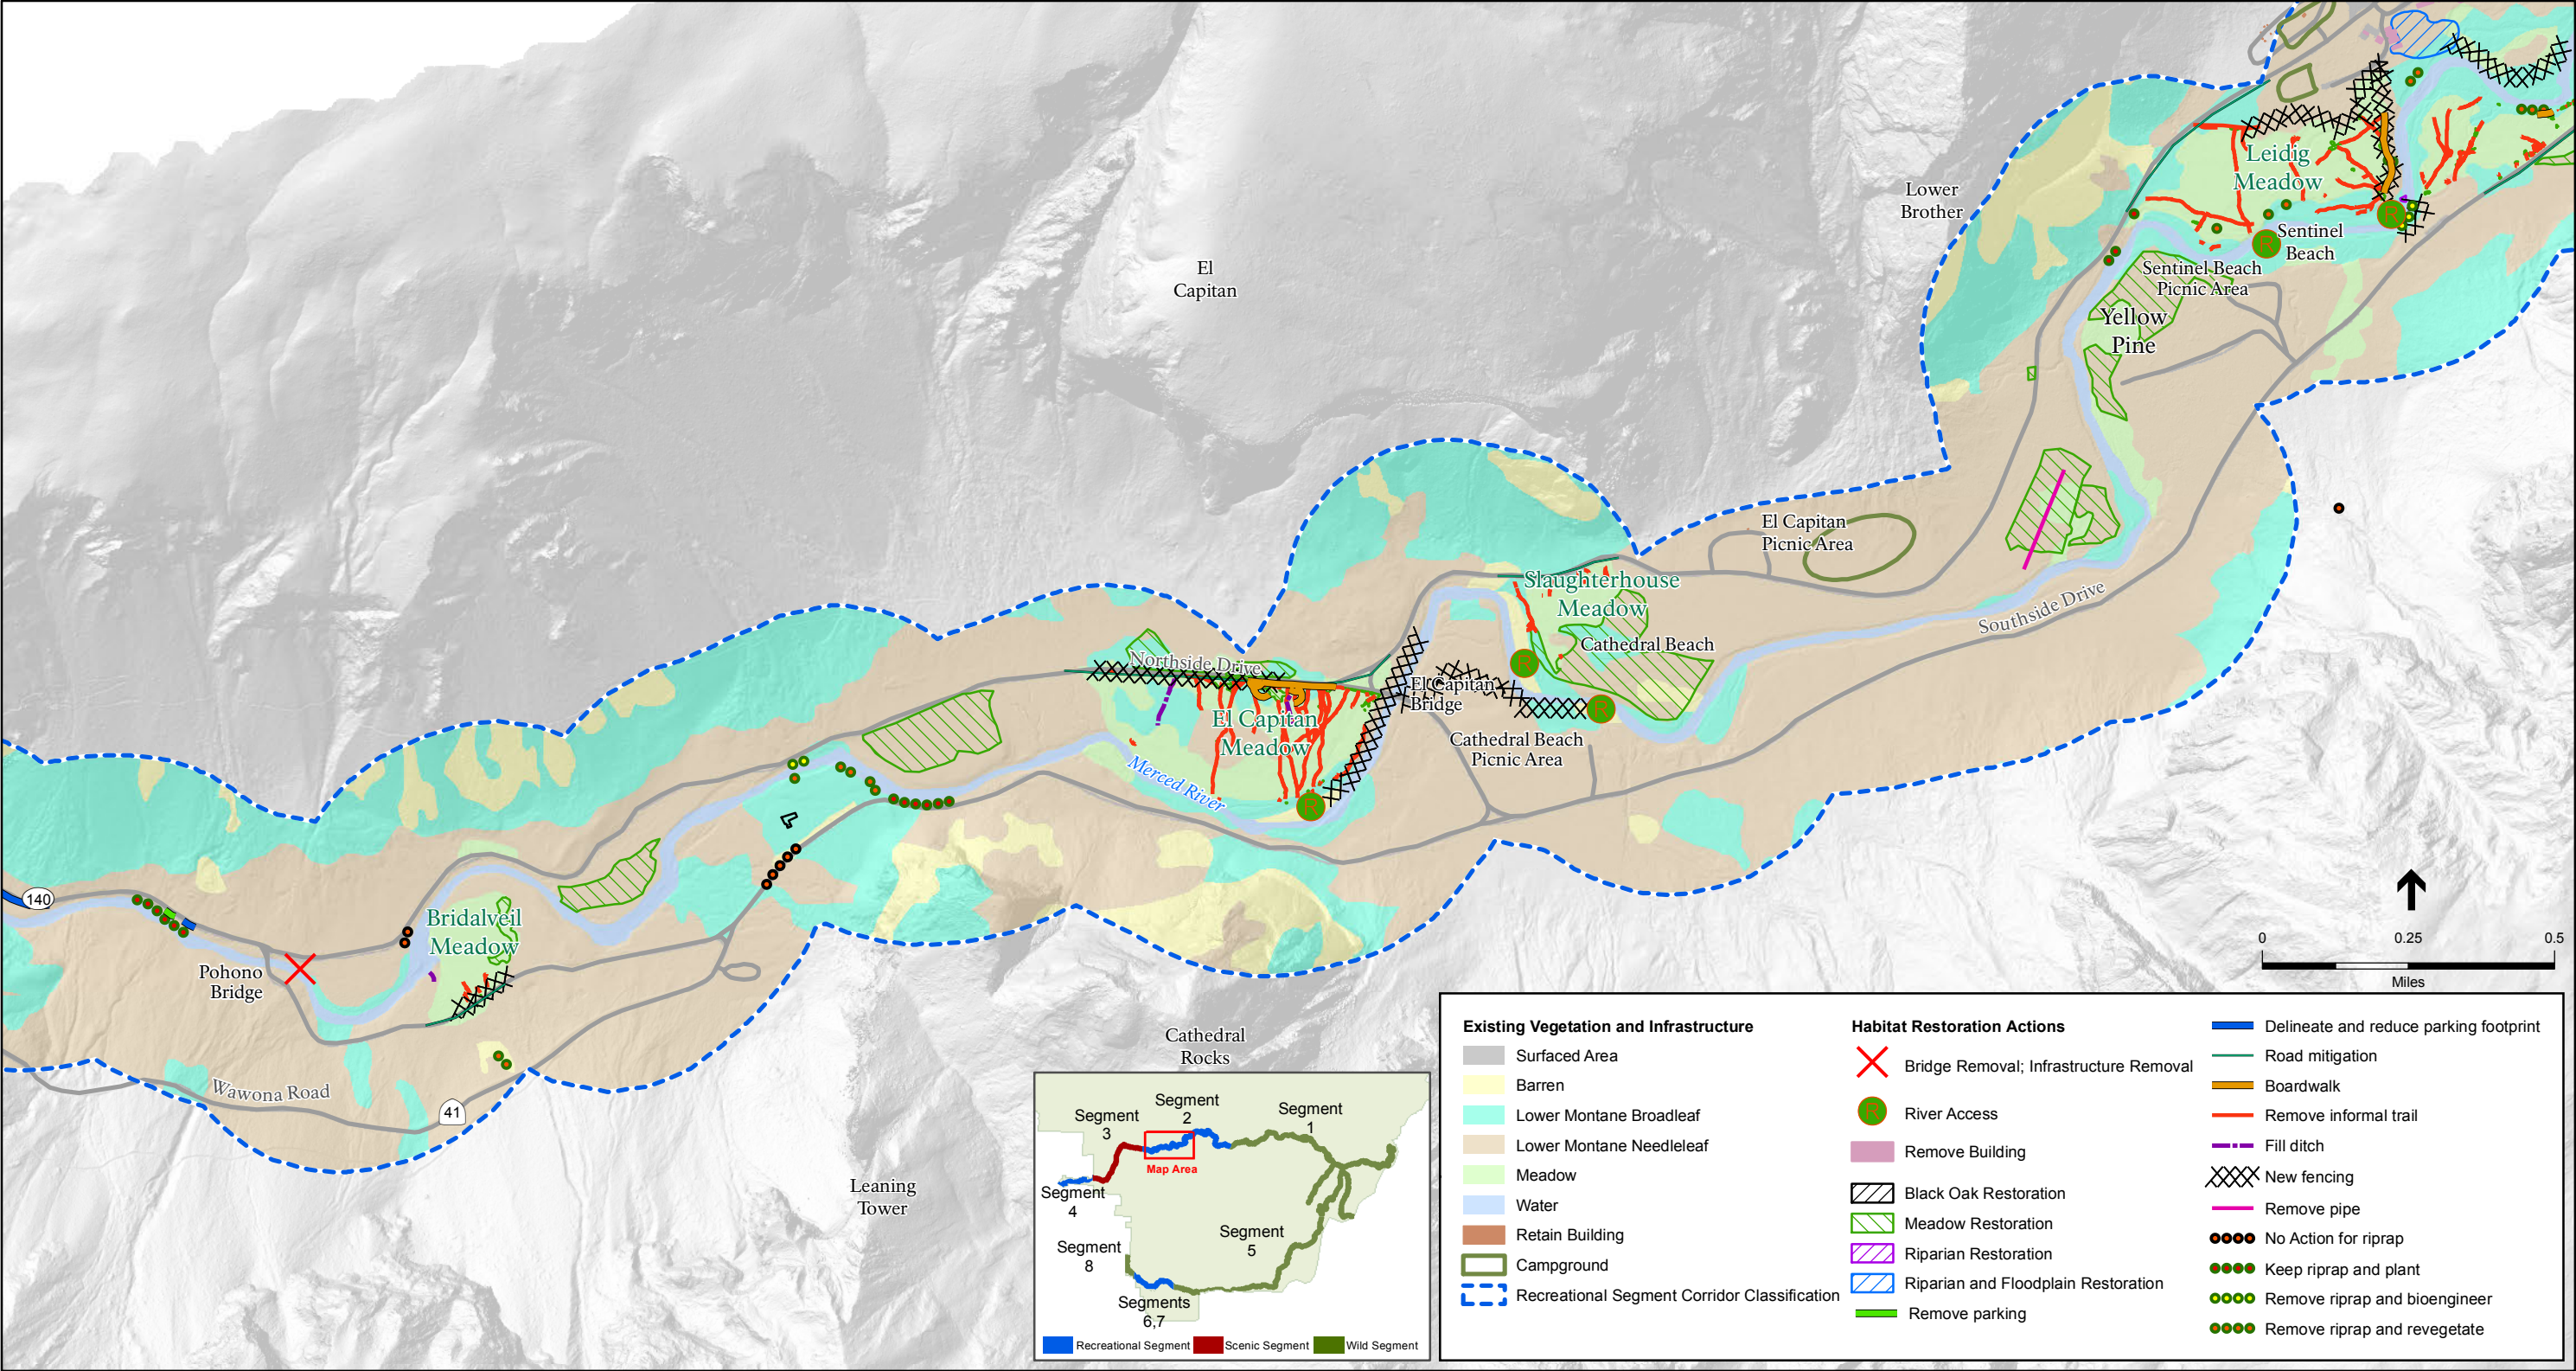 Lower
Brother
Leidig
Meadow
Sentinel
Beach
Sentinel Beach
Picnic Area
Yellow
Pine
El
Capitan
El Capitan
Picnic Area
Slaughterhouse
Meadow
Cathedral Beach
Southside Drive
Northside Drive
El Capitan
Bridge
El Capitan
Meadow
Cathedral Beach
Picnic Area
Merced River
R
R
R
R
R
140
Bridalveil
Meadow
Pohono
Bridge
Wawona Road
41
Cathedral
Rocks
Leaning
Tower
0 0.25 0.5
Miles
Segment
3
Segment
2
Segment
1
Map Area
Segment
4
Segment
5
Segment
8
Segments
6,7
Recreational Segment
Scenic Segment
Wild Segment
Existing Vegetation and Infrastructure
Surfaced Area
Barren
Lower Montane Broadleaf
Lower Montane Needleleaf
Meadow
Water
Retain Building
Campground
Recreational Segment Corridor Classification
Habitat Restoration Actions
Bridge Removal; Infrastructure Removal
R
River Access
Remove Building
Black Oak Restoration
Meadow Restoration
Riparian Restoration
Riparian and Floodplain Restoration
Remove parking
Delineate and reduce parking footprint
Road mitigation
Boardwalk
Remove informal trail
Fill ditch
New fencing
Remove pipe
No Action for riprap
Keep riprap and plant
Remove riprap and bioengineer
Remove riprap and revegetate